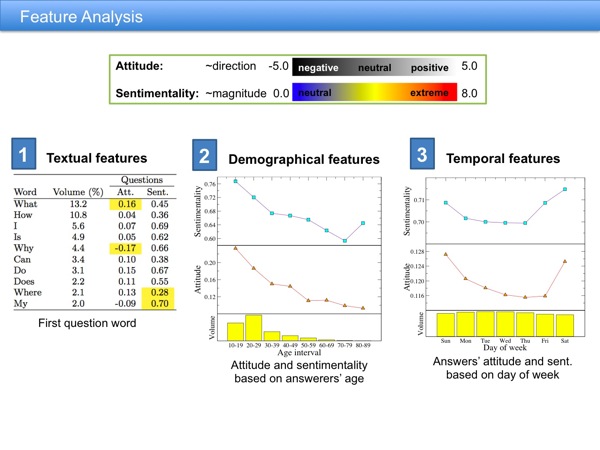 Feature Analysis
Attitude: ~direction -5.0 negative neutral positive 5.0
Sentimentality: ~magnitude 0.0 neutral extreme 8.0
1 Textual features
Questions
Word Volume (%) Att. Sent.
What 13.2 0.16 0.45
How 10.8 0.04 0.36
I 5.6 0.07 0.69
Is 4.9 0.05 0.62
Why 4.4 -0.17 0.66
Can 3.4 0.10 0.38
Do 3.1 0.15 0.67
Does 2.2 0.11 0.55
Where 2.1 0.13 0.28
My 2.0 -0.09 0.70
First question word
2 Demographical features
Sentimentality
0.76
0.72
0.68
0.64
0.60
Attitude
0.20
0.16
0.12
Volume
10-19 20-29 30-39 40-49 50-59 60-69 70-79 80-89
Age interval
Attitude and sentimentality
based on answerers' age
3 Temporal features
Sentimentality
0.71
0.70
Attitude
0.128
0.124
0.120
0.116
Volume
Sun Mon Tue Wed Thu Fri Sat
Day of week
Answers' attitude and sent.
based on day of week